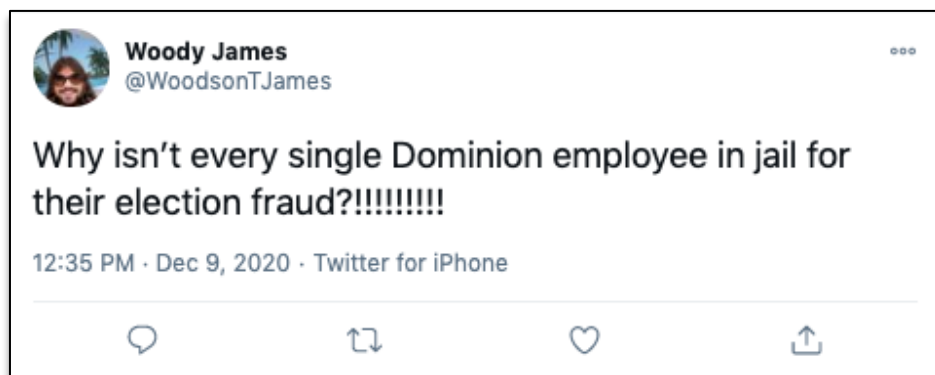 Woody James
@WoodsonTJames
Why isn't every single Dominion employee in jail for
their election fraud?!!!!!!!!!
12:35 PM · Dec 9, 2020 · Twitter for iPhone